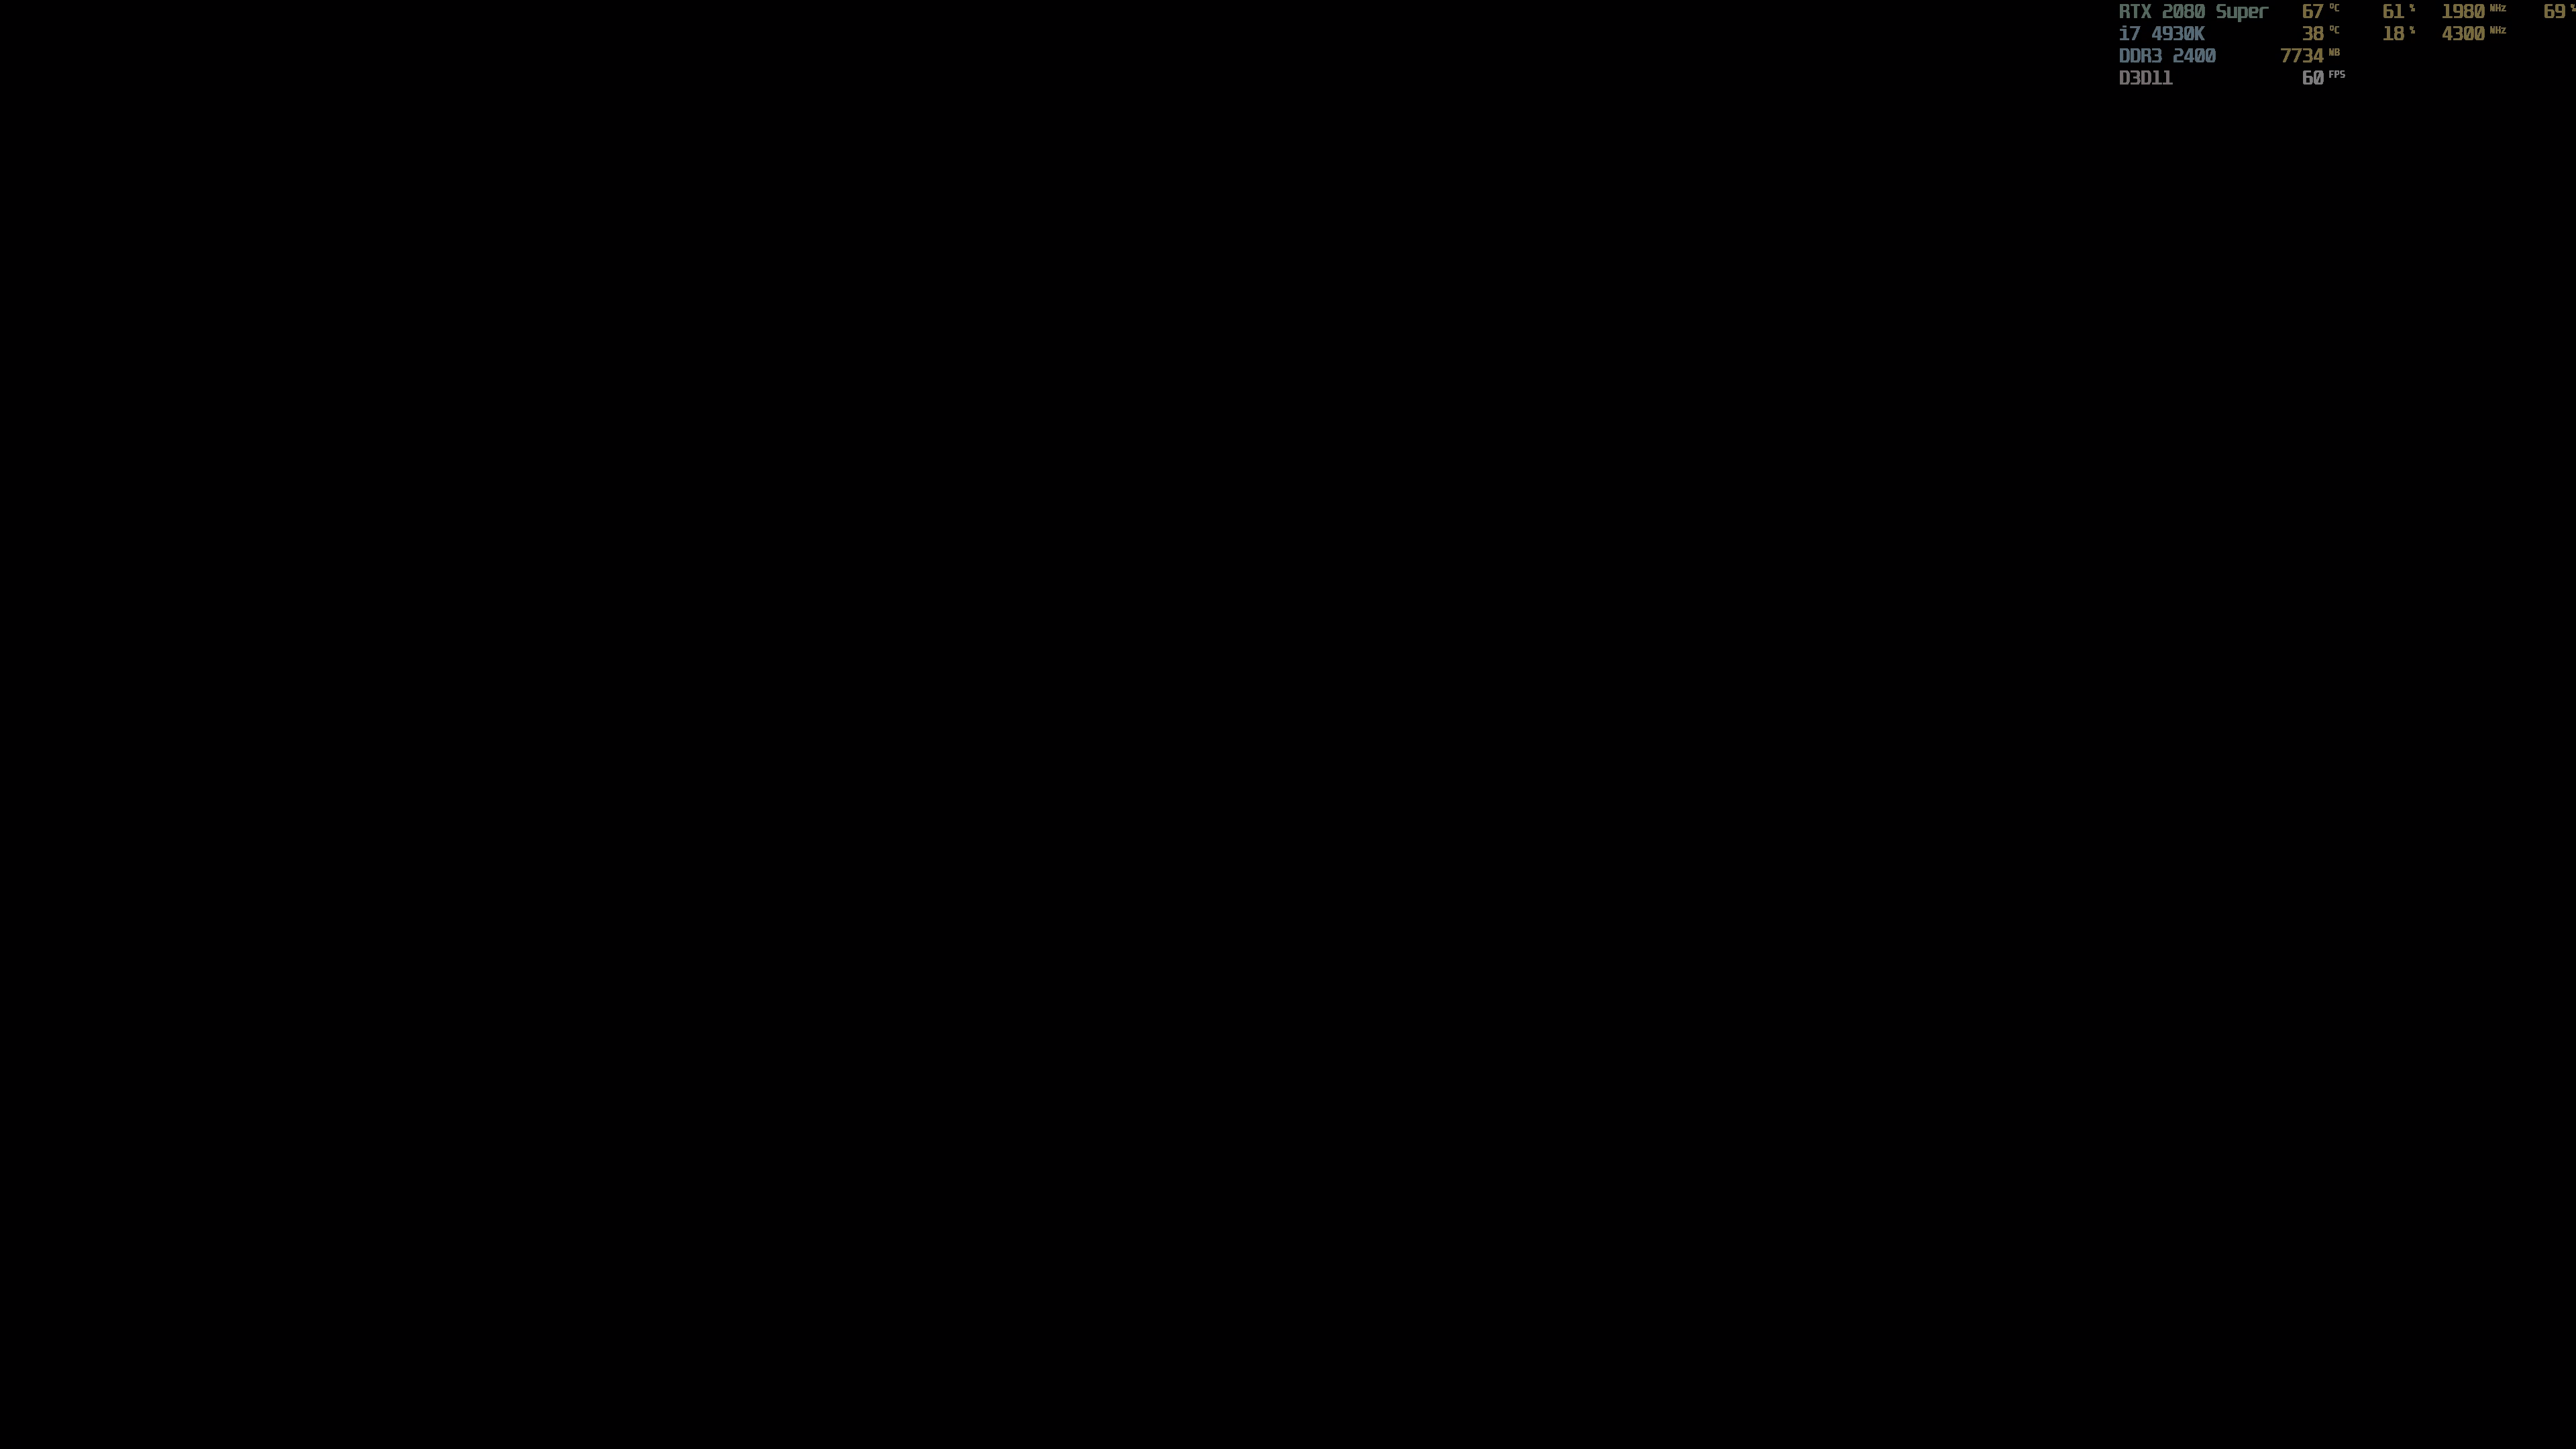 RTX 2080 Super 67 °C 61 % 1980 MHz 69 %
i7 4930K 38 °C 18 % 4300 MHz
DDR3 2400 7734 MB
D3D11 60 FPS